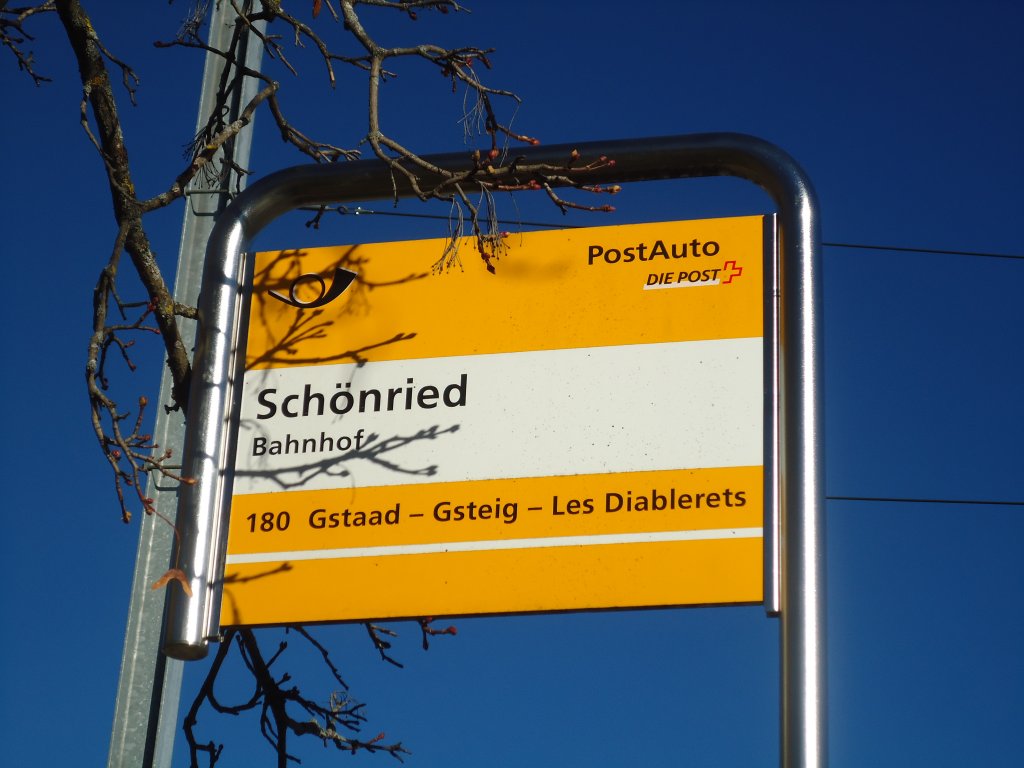 PostAuto
DIE POST
Schönried
Bahnhof
180 Gstaad – Gsteig – Les Diablerets